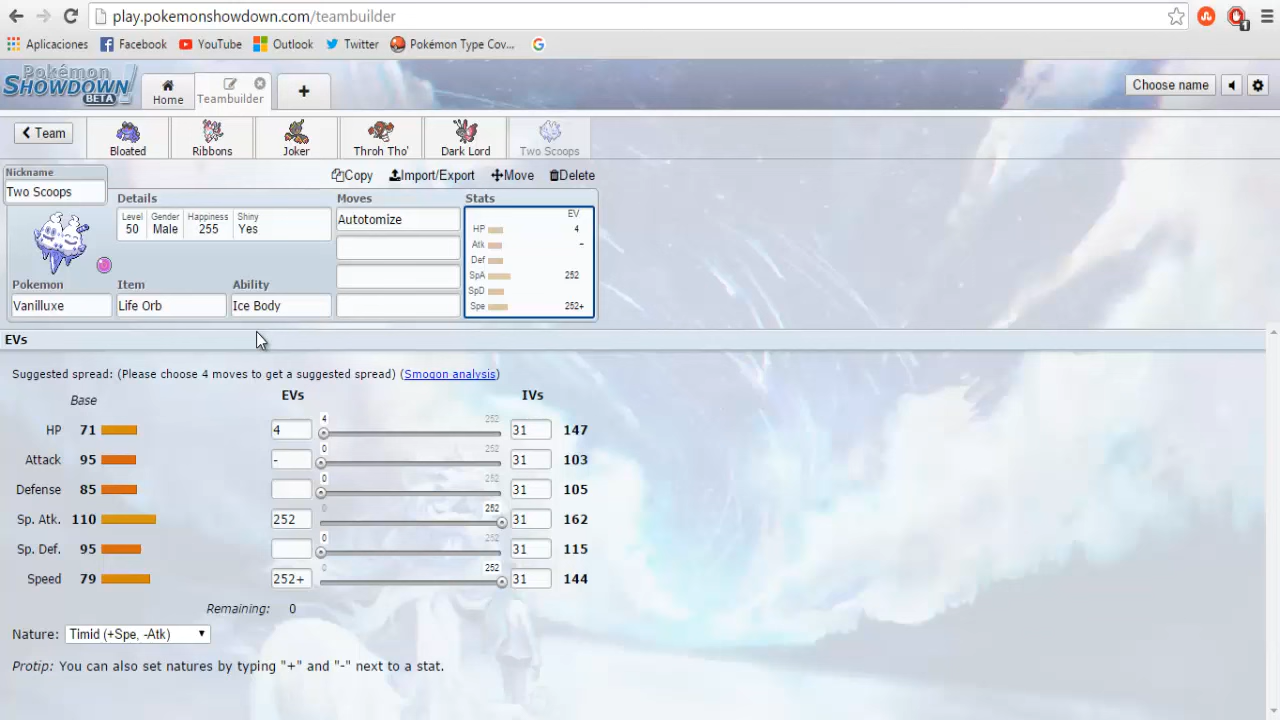 play.pokemonshowdown.com/teambuilder
1
Aplicaciones Facebook YouTube Outlook Twitter Pokémon Type Cov...
Pokémon
SHOWDOWN!
BETA
Home
Teambuilder
+
Choose name
Team
Bloated
Ribbons
Joker
Throh Tho'
Dark Lord
Two Scoops
Nickname
Two Scoops
Copy Import/Export Move Delete
Details
Level Gender Happiness Shiny
50 Male 255 Yes
Moves
Autotomize
Stats
EV
HP 4
Atk -
Def
SpA 252
SpD
Spe 252+
Pokemon Item Ability
Vanilluxe Life Orb Ice Body
EVs
Suggested spread: (Please choose 4 moves to get a suggested spread) (Smogon analysis)
Base EVs IVs
4 252
HP 71 4 31 147
0 252
Attack 95 - 31 103
0 252
Defense 85 31 105
0 252
Sp. Atk. 110 252 31 162
0 252
Sp. Def. 95 31 115
0 252
Speed 79 252+ 31 144
Remaining: 0
Nature: Timid (+Spe, -Atk)
Protip: You can also set natures by typing "+" and "-" next to a stat.